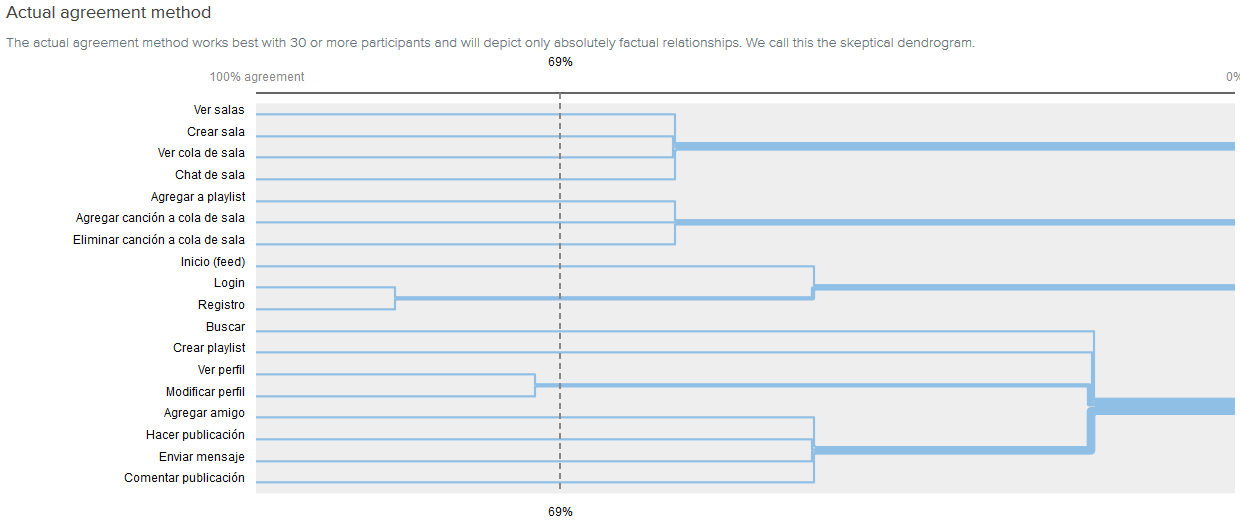 Actual agreement method
The actual agreement method works best with 30 or more participants and will depict only absolutely factual relationships. We call this the skeptical dendrogram.
69%
100% agreement
0%
Ver salas
Crear sala
Ver cola de sala
Chat de sala
Agregar a playlist
Agregar canción a cola de sala
Eliminar canción a cola de sala
Inicio (feed)
Login
Registro
Buscar
Crear playlist
Ver perfil
Modificar perfil
Agregar amigo
Hacer publicación
Enviar mensaje
Comentar publicación
69%